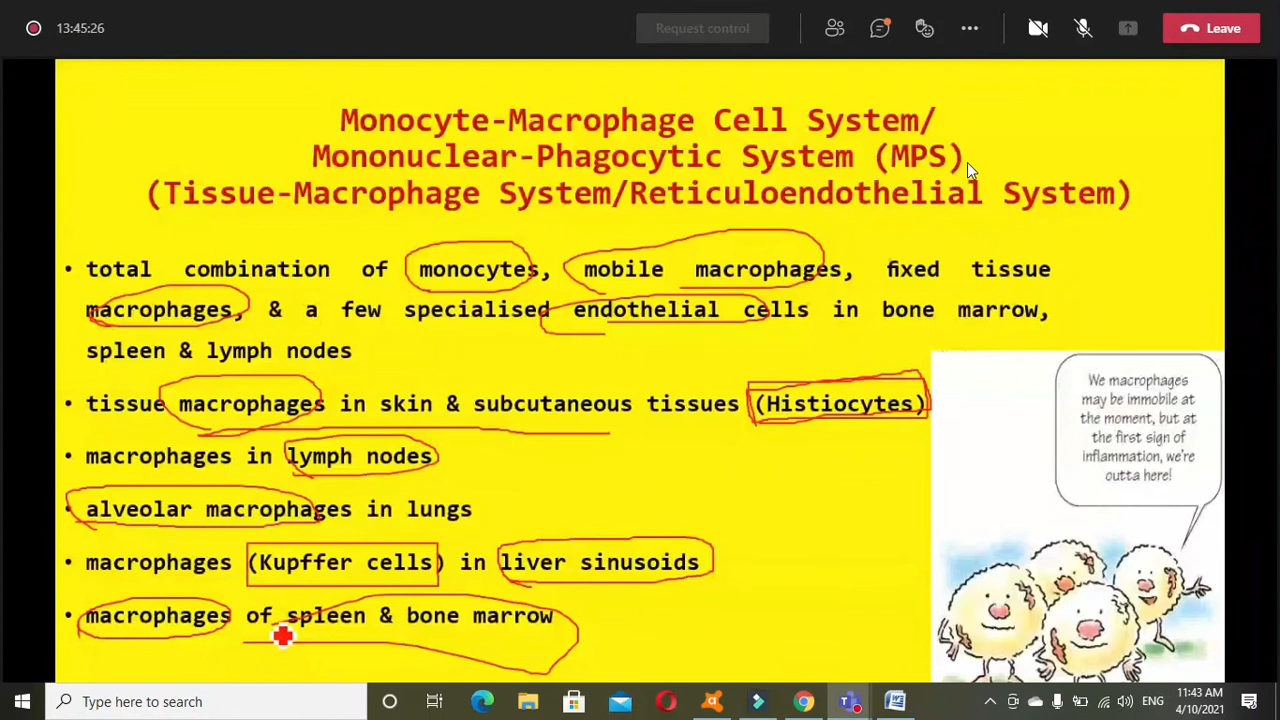 13:45:26
Request control
Leave
Monocyte-Macrophage Cell System/
Mononuclear-Phagocytic System (MPS)
(Tissue-Macrophage System/Reticuloendothelial System)
• total combination of monocytes, mobile macrophages, fixed tissue
macrophages, & a few specialised endothelial cells in bone marrow,
spleen & lymph nodes
• tissue macrophages in skin & subcutaneous tissues (Histiocytes)
• macrophages in lymph nodes
• alveolar macrophages in lungs
• macrophages (Kupffer cells) in liver sinusoids
• macrophages of spleen & bone marrow
We macrophages
may be immobile at
the moment, but at
the first sign of
inflammation, we're
outta here!
Type here to search
ENG
11:43 AM
4/10/2021